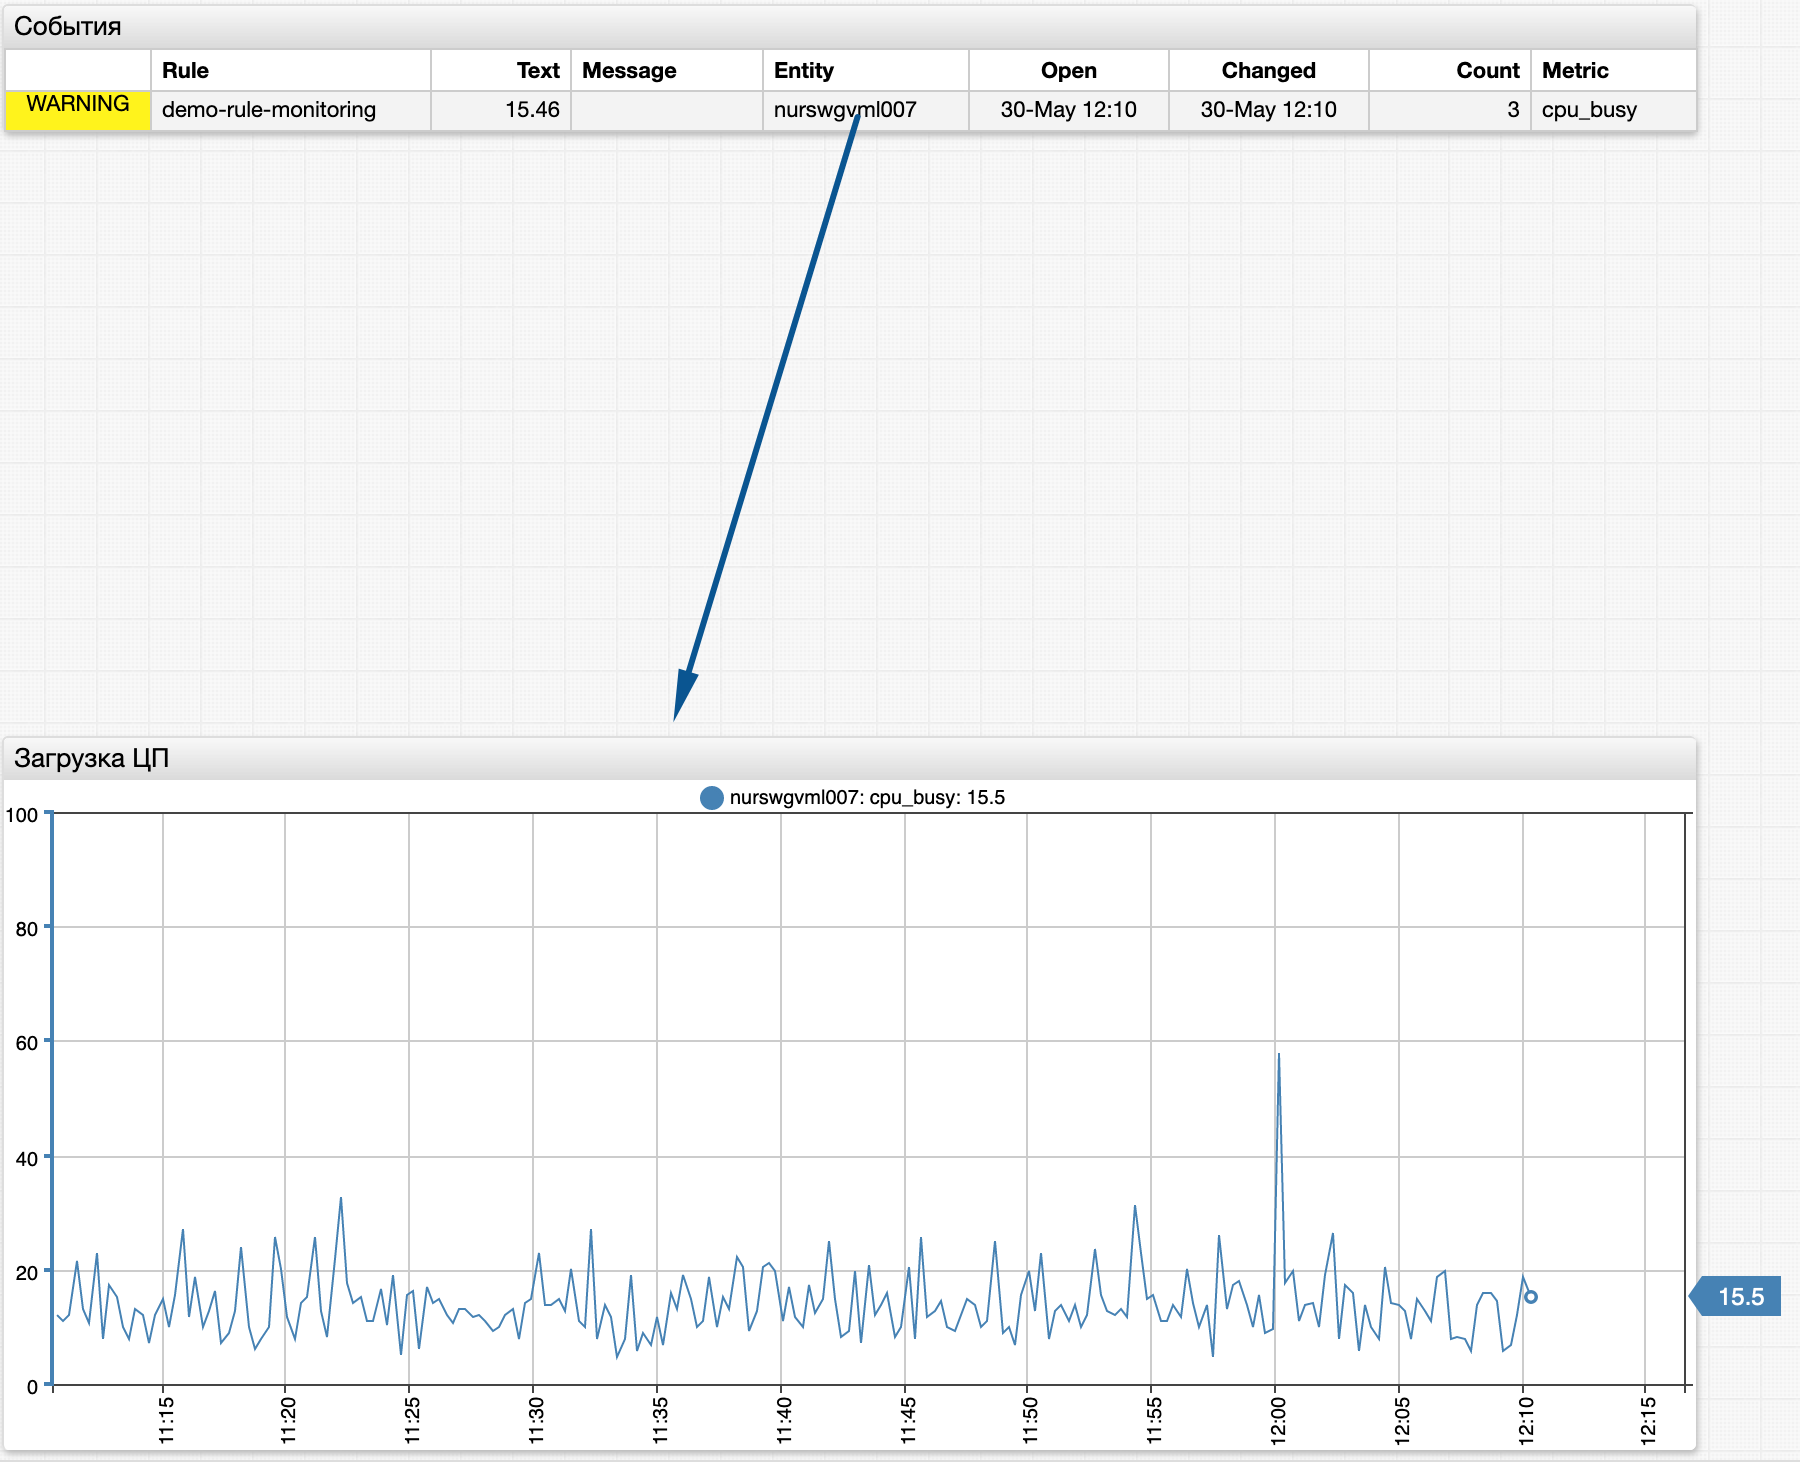 События
Rule Text Message Entity Open Changed Count Metric
WARNING demo-rule-monitoring 15.46 nurswgvml007 30-May 12:10 30-May 12:10 3 cpu_busy
Загрузка ЦП
nurswgvml007: cpu_busy: 15.5
100
80
60
40
20
0
15.5
11:15 11:20 11:25 11:30 11:35 11:40 11:45 11:50 11:55 12:00 12:05 12:10 12:15